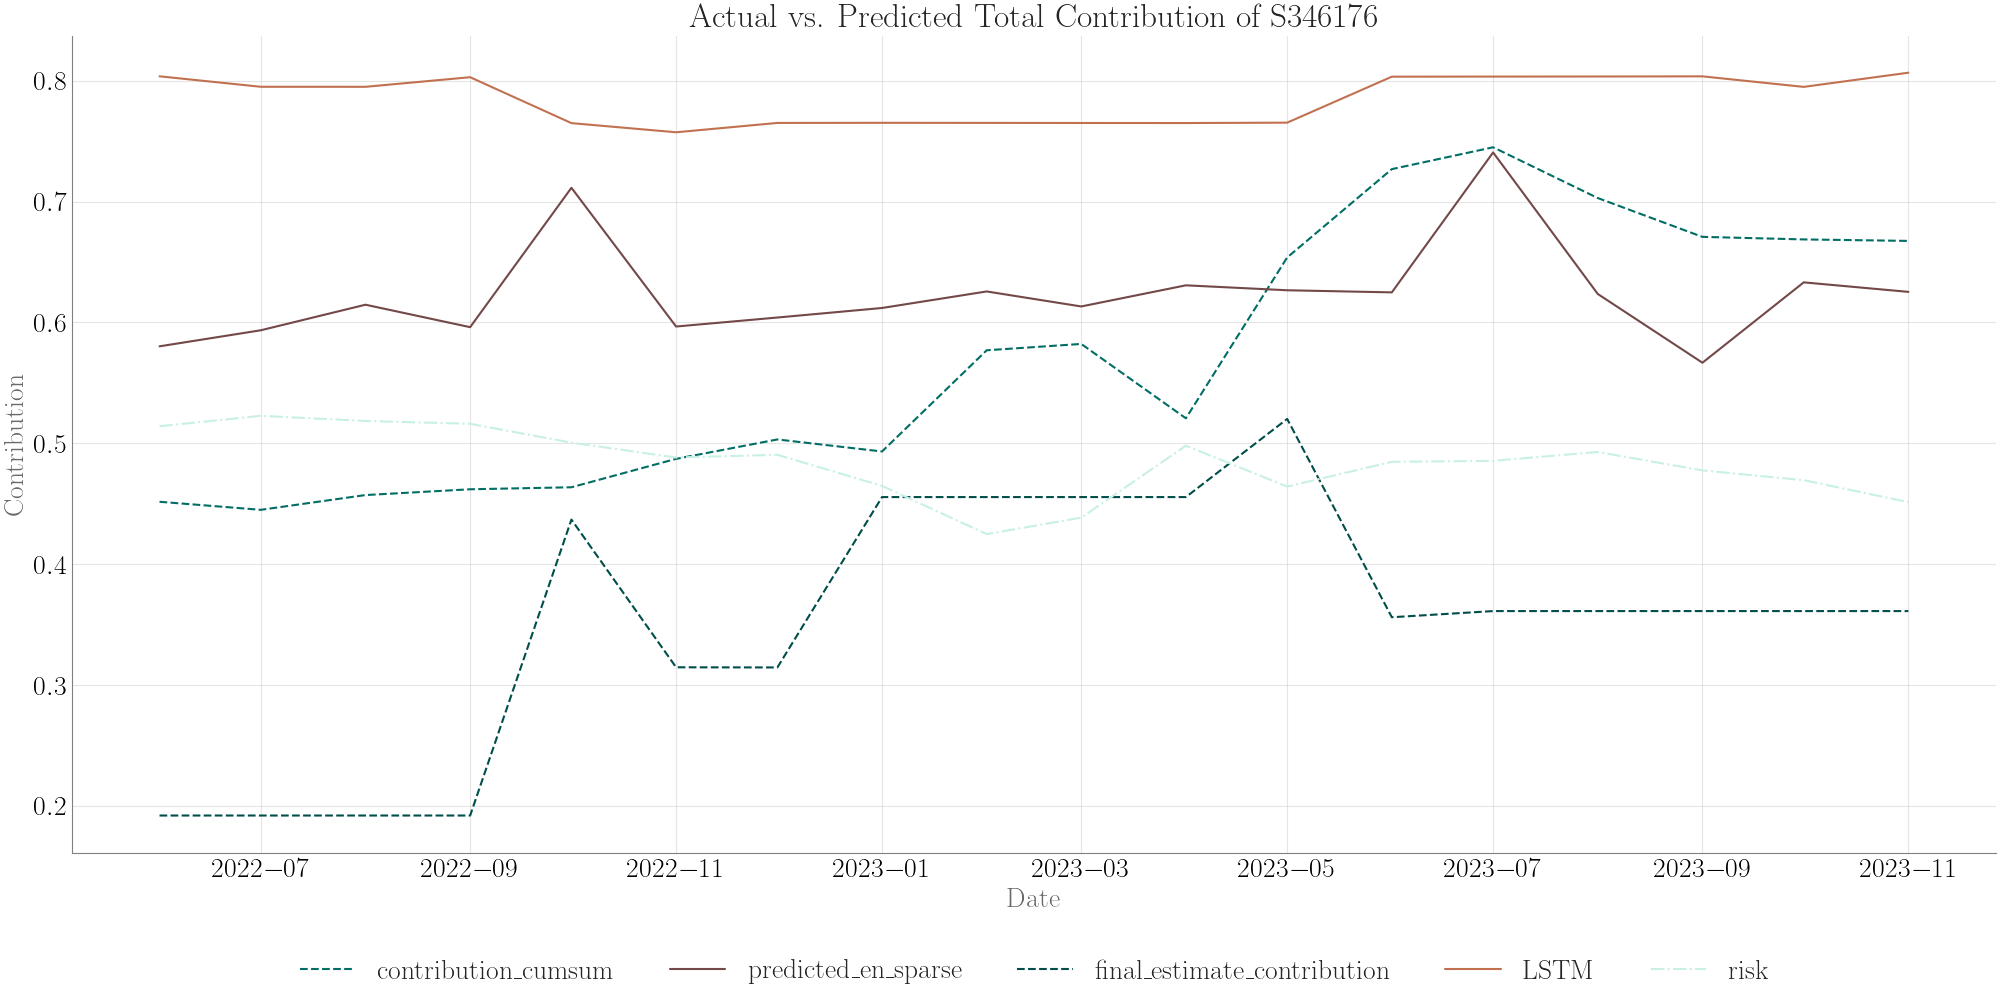 Actual vs. Predicted Total Contribution of S346176
Contribution
0.8
0.7
0.6
0.5
0.4
0.3
0.2
2022−07 2022−09 2022−11 2023−01 2023−03 2023−05 2023−07 2023−09 2023−11
Date
contribution_cumsum predicted_en_sparse final_estimate_contribution LSTM risk